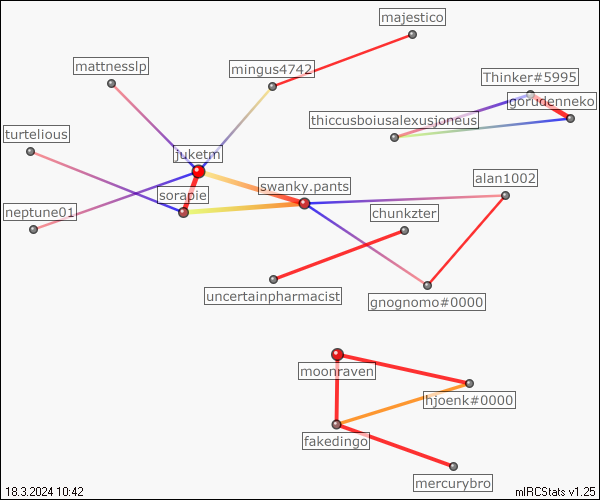 majestico
mattnesslp
mingus4742
Thinker#5995
gorudenneko
thiccusboiusalexusjoneus
turtelious
juketm
alan1002
swanky.pants
sorapie
neptune01
chunkzter
uncertainpharmacist
gnognomo#0000
moonraven
hjoenk#0000
fakedingo
mercurybro
18.3.2024 10:42
mIRCStats v1.25